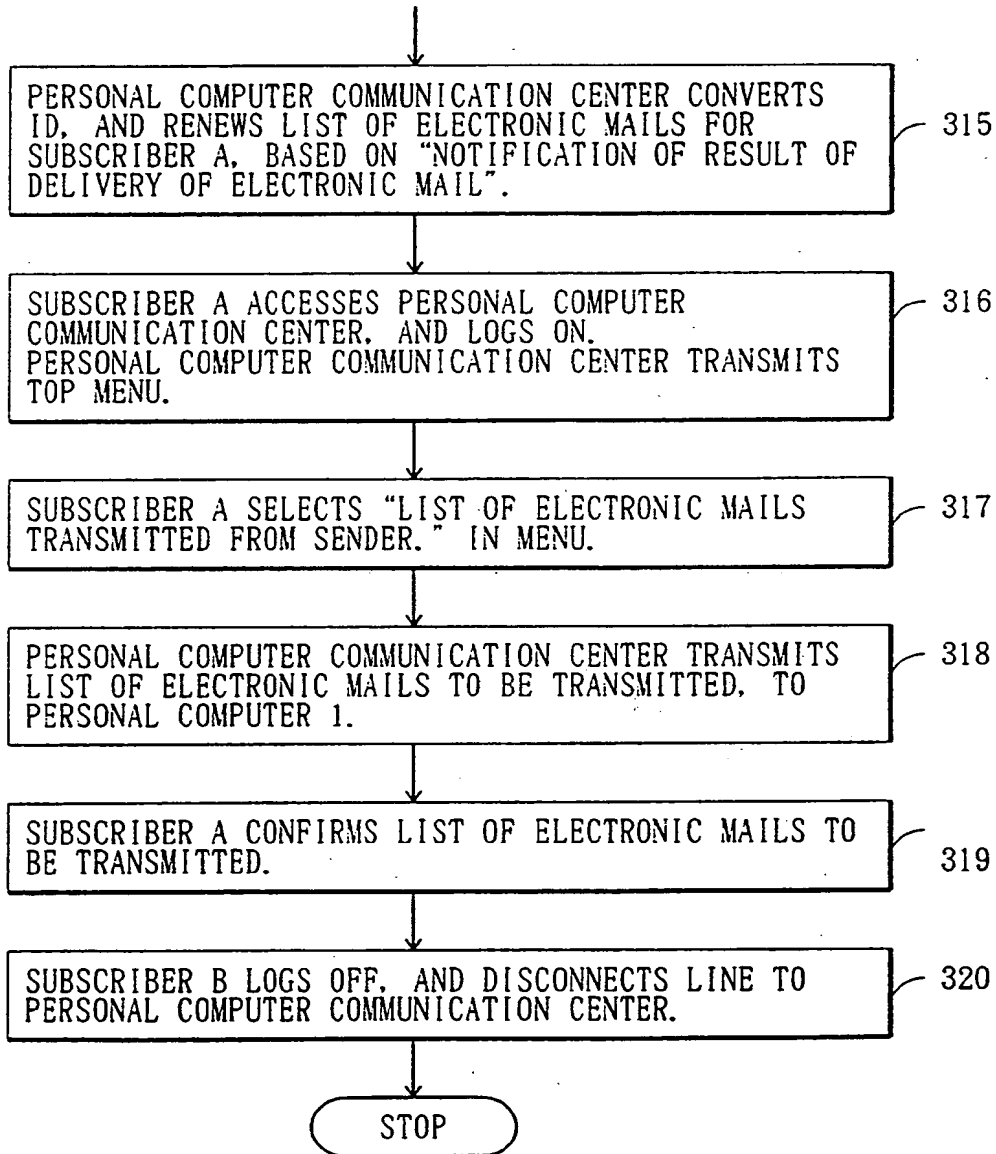 PERSONAL COMPUTER COMMUNICATION CENTER CONVERTS
ID, AND RENEWS LIST OF ELECTRONIC MAILS FOR
SUBSCRIBER A, BASED ON "NOTIFICATION OF RESULT OF
DELIVERY OF ELECTRONIC MAIL".
315
SUBSCRIBER A ACCESSES PERSONAL COMPUTER
COMMUNICATION CENTER, AND LOGS ON.
PERSONAL COMPUTER COMMUNICATION CENTER TRANSMITS
TOP MENU.
316
SUBSCRIBER A SELECTS "LIST OF ELECTRONIC MAILS
TRANSMITTED FROM SENDER." IN MENU.
317
PERSONAL COMPUTER COMMUNICATION CENTER TRANSMITS
LIST OF ELECTRONIC MAILS TO BE TRANSMITTED, TO
PERSONAL COMPUTER 1.
318
SUBSCRIBER A CONFIRMS LIST OF ELECTRONIC MAILS TO
BE TRANSMITTED.
319
SUBSCRIBER B LOGS OFF, AND DISCONNECTS LINE TO
PERSONAL COMPUTER COMMUNICATION CENTER.
320
STOP